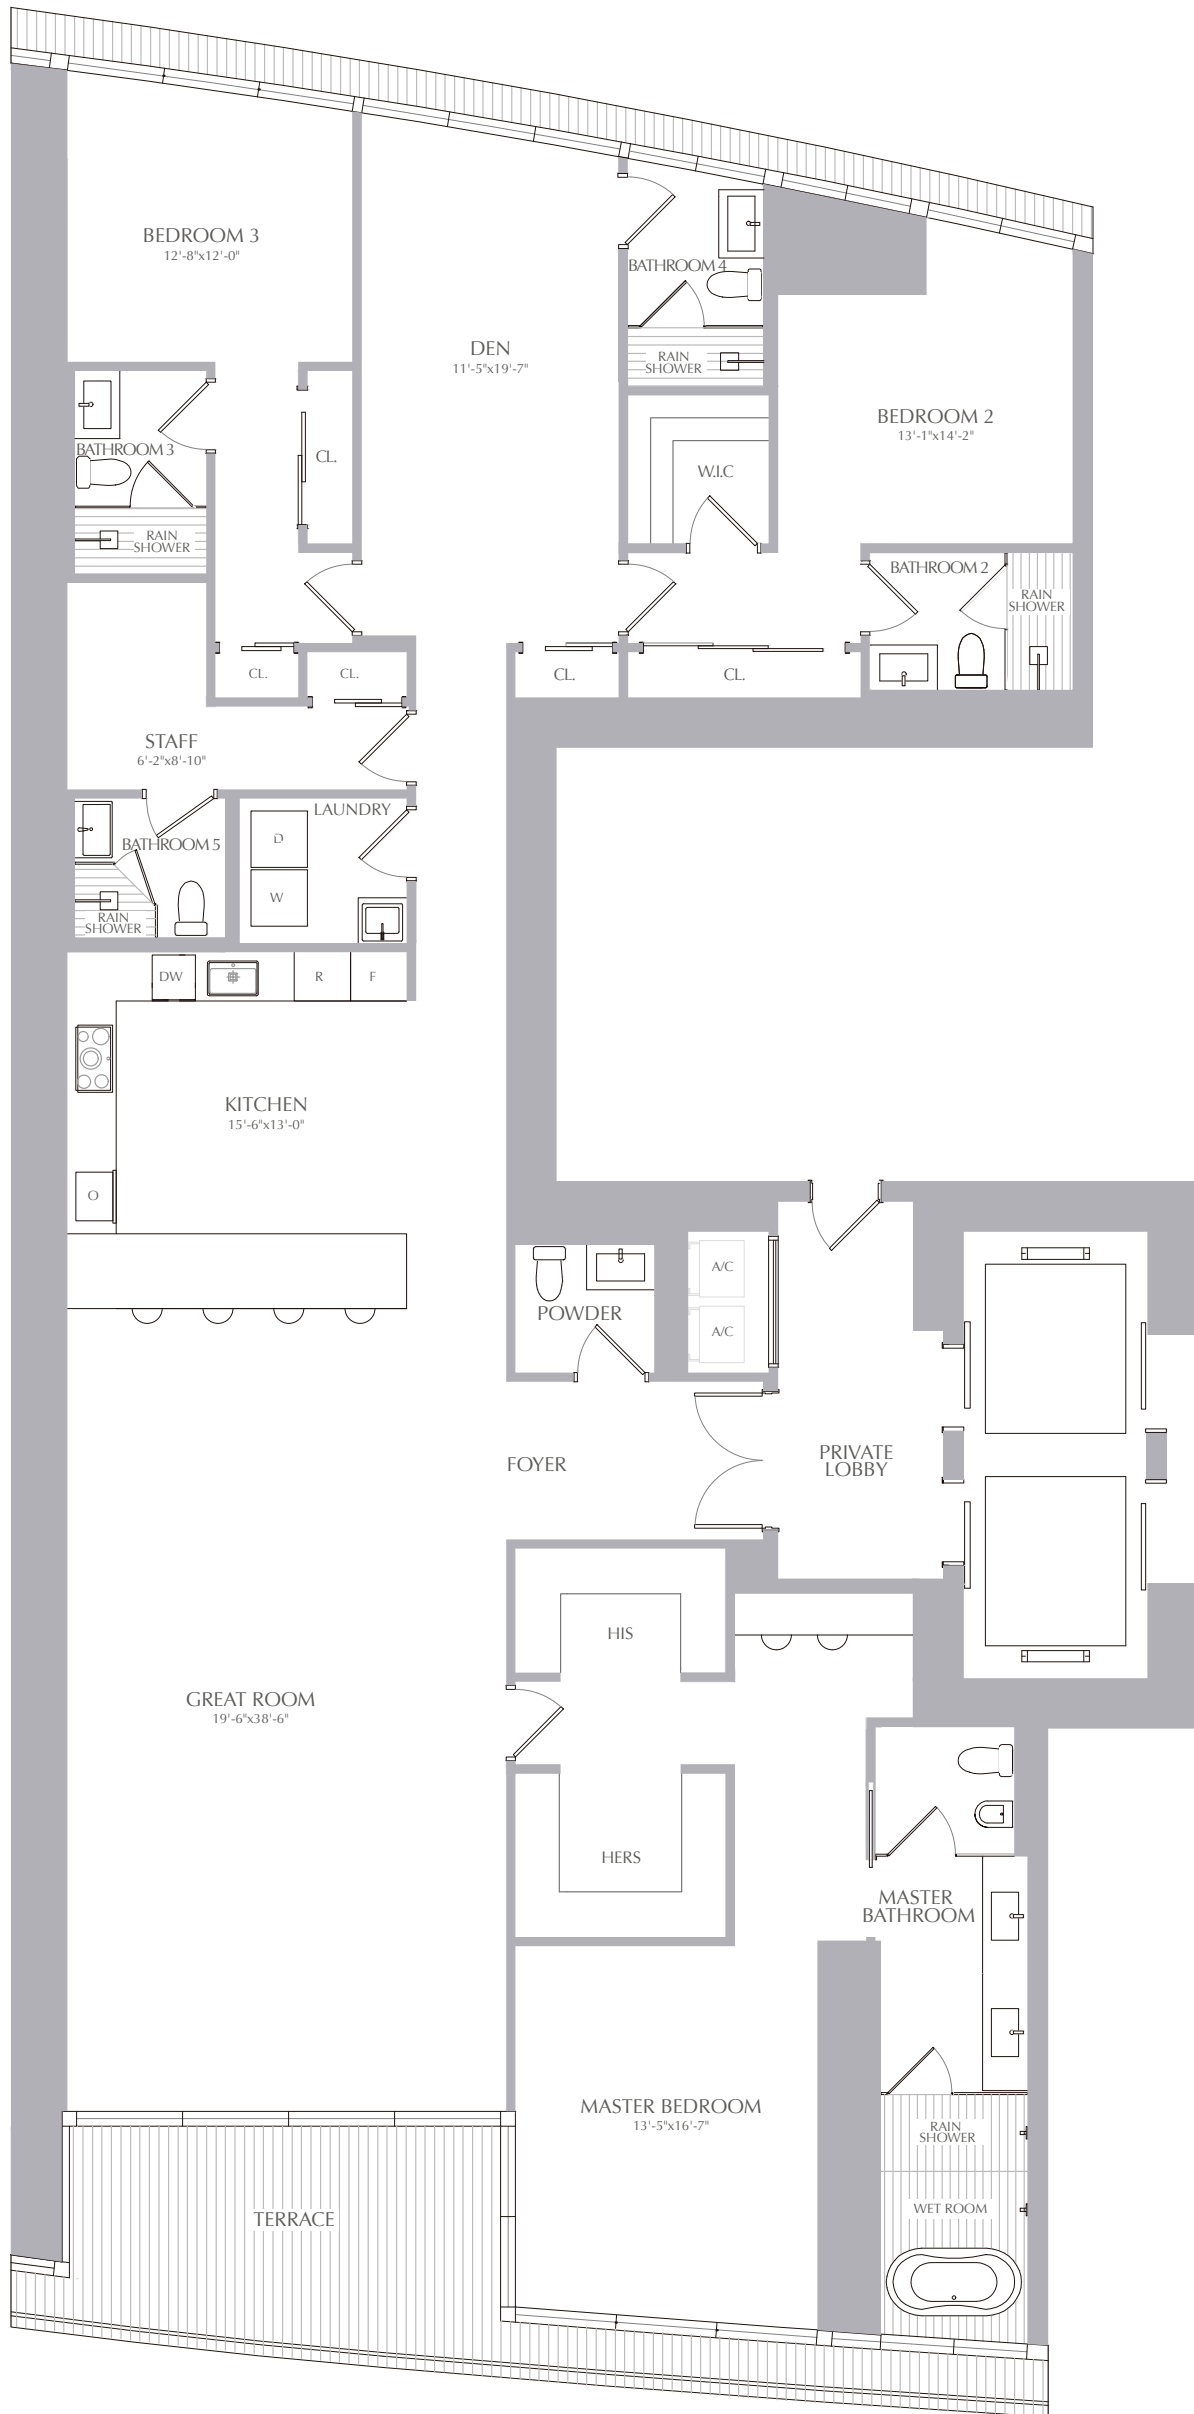 BEDROOM 3
12'-8"x12'-0"
BATHROOM 4
RAIN
SHOWER
DEN
11'-5"x19'-7"
BEDROOM 2
13'-1"x14'-2"
BATHROOM 3
CL.
W.I.C
RAIN
SHOWER
BATHROOM 2
RAIN
SHOWER
CL.
CL.
CL.
CL.
STAFF
6'-2"x8'-10"
LAUNDRY
D
BATHROOM 5
W
RAIN
SHOWER
DW
R
F
KITCHEN
15'-6"x13'-0"
O
A/C
POWDER
A/C
FOYER
PRIVATE
LOBBY
HIS
GREAT ROOM
19'-6"x38'-6"
HERS
MASTER
BATHROOM
MASTER BEDROOM
13'-5"x16'-7"
RAIN
SHOWER
WET ROOM
TERRACE